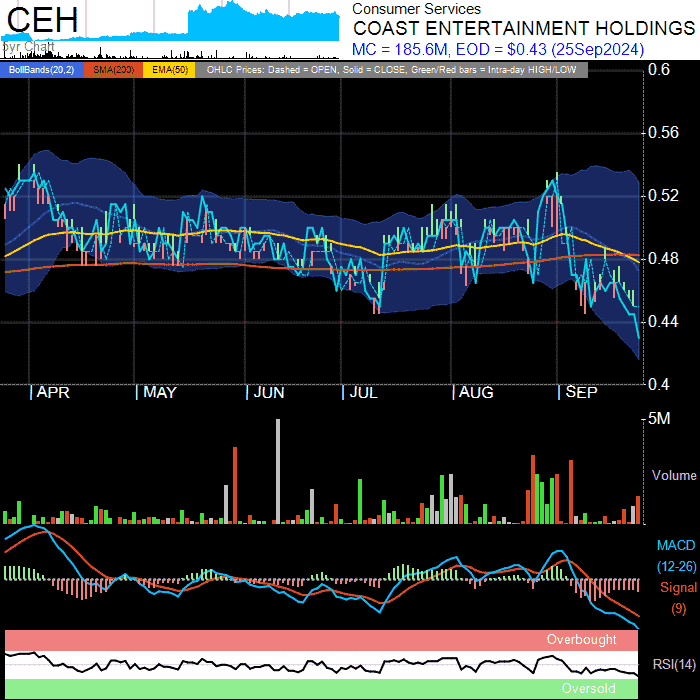 CEH
Consumer Services
COAST ENTERTAINMENT HOLDINGS
MC = 185.6M, EOD = $0.43 (25Sep2024)
5yr Chart
BollBands(20,2) SMA(200) EMA(50) OHLC Prices: Dashed = OPEN, Solid = CLOSE, Green/Red bars = Intra-day HIGH/LOW
0.6
0.56
0.52
0.48
0.44
0.4
APR MAY JUN JUL AUG SEP
5M
Volume
MACD
(12-26)
Signal
(9)
Overbought
RSI(14)
Oversold